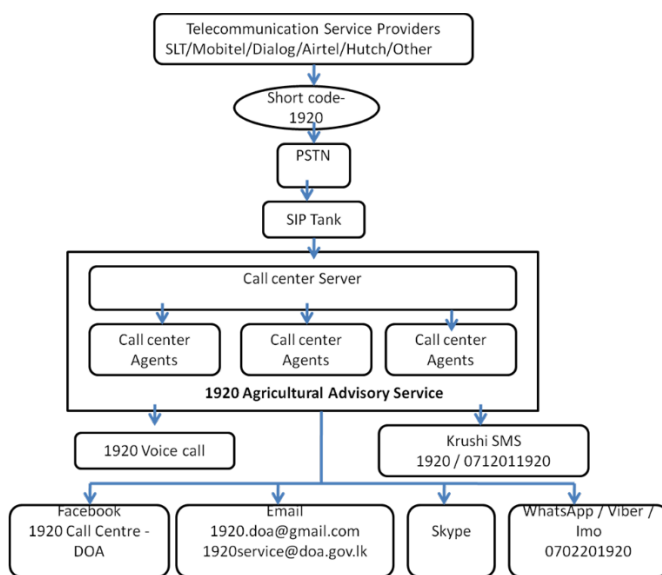 Telecommunication Service Providers
SLT/Mobitel/Dialog/Airtel/Hutch/Other
Short code-
1920
PSTN
SIP Tank
Call center Server
Call center
Agents
Call center
Agents
Call center
Agents
1920 Agricultural Advisory Service
1920 Voice call
Krushi SMS
1920 / 0712011920
Facebook
1920 Call Centre -
DOA
Email
1920.doa@gmail.com
1920service@doa.gov.lk
Skype
WhatsApp / Viber /
Imo
0702201920